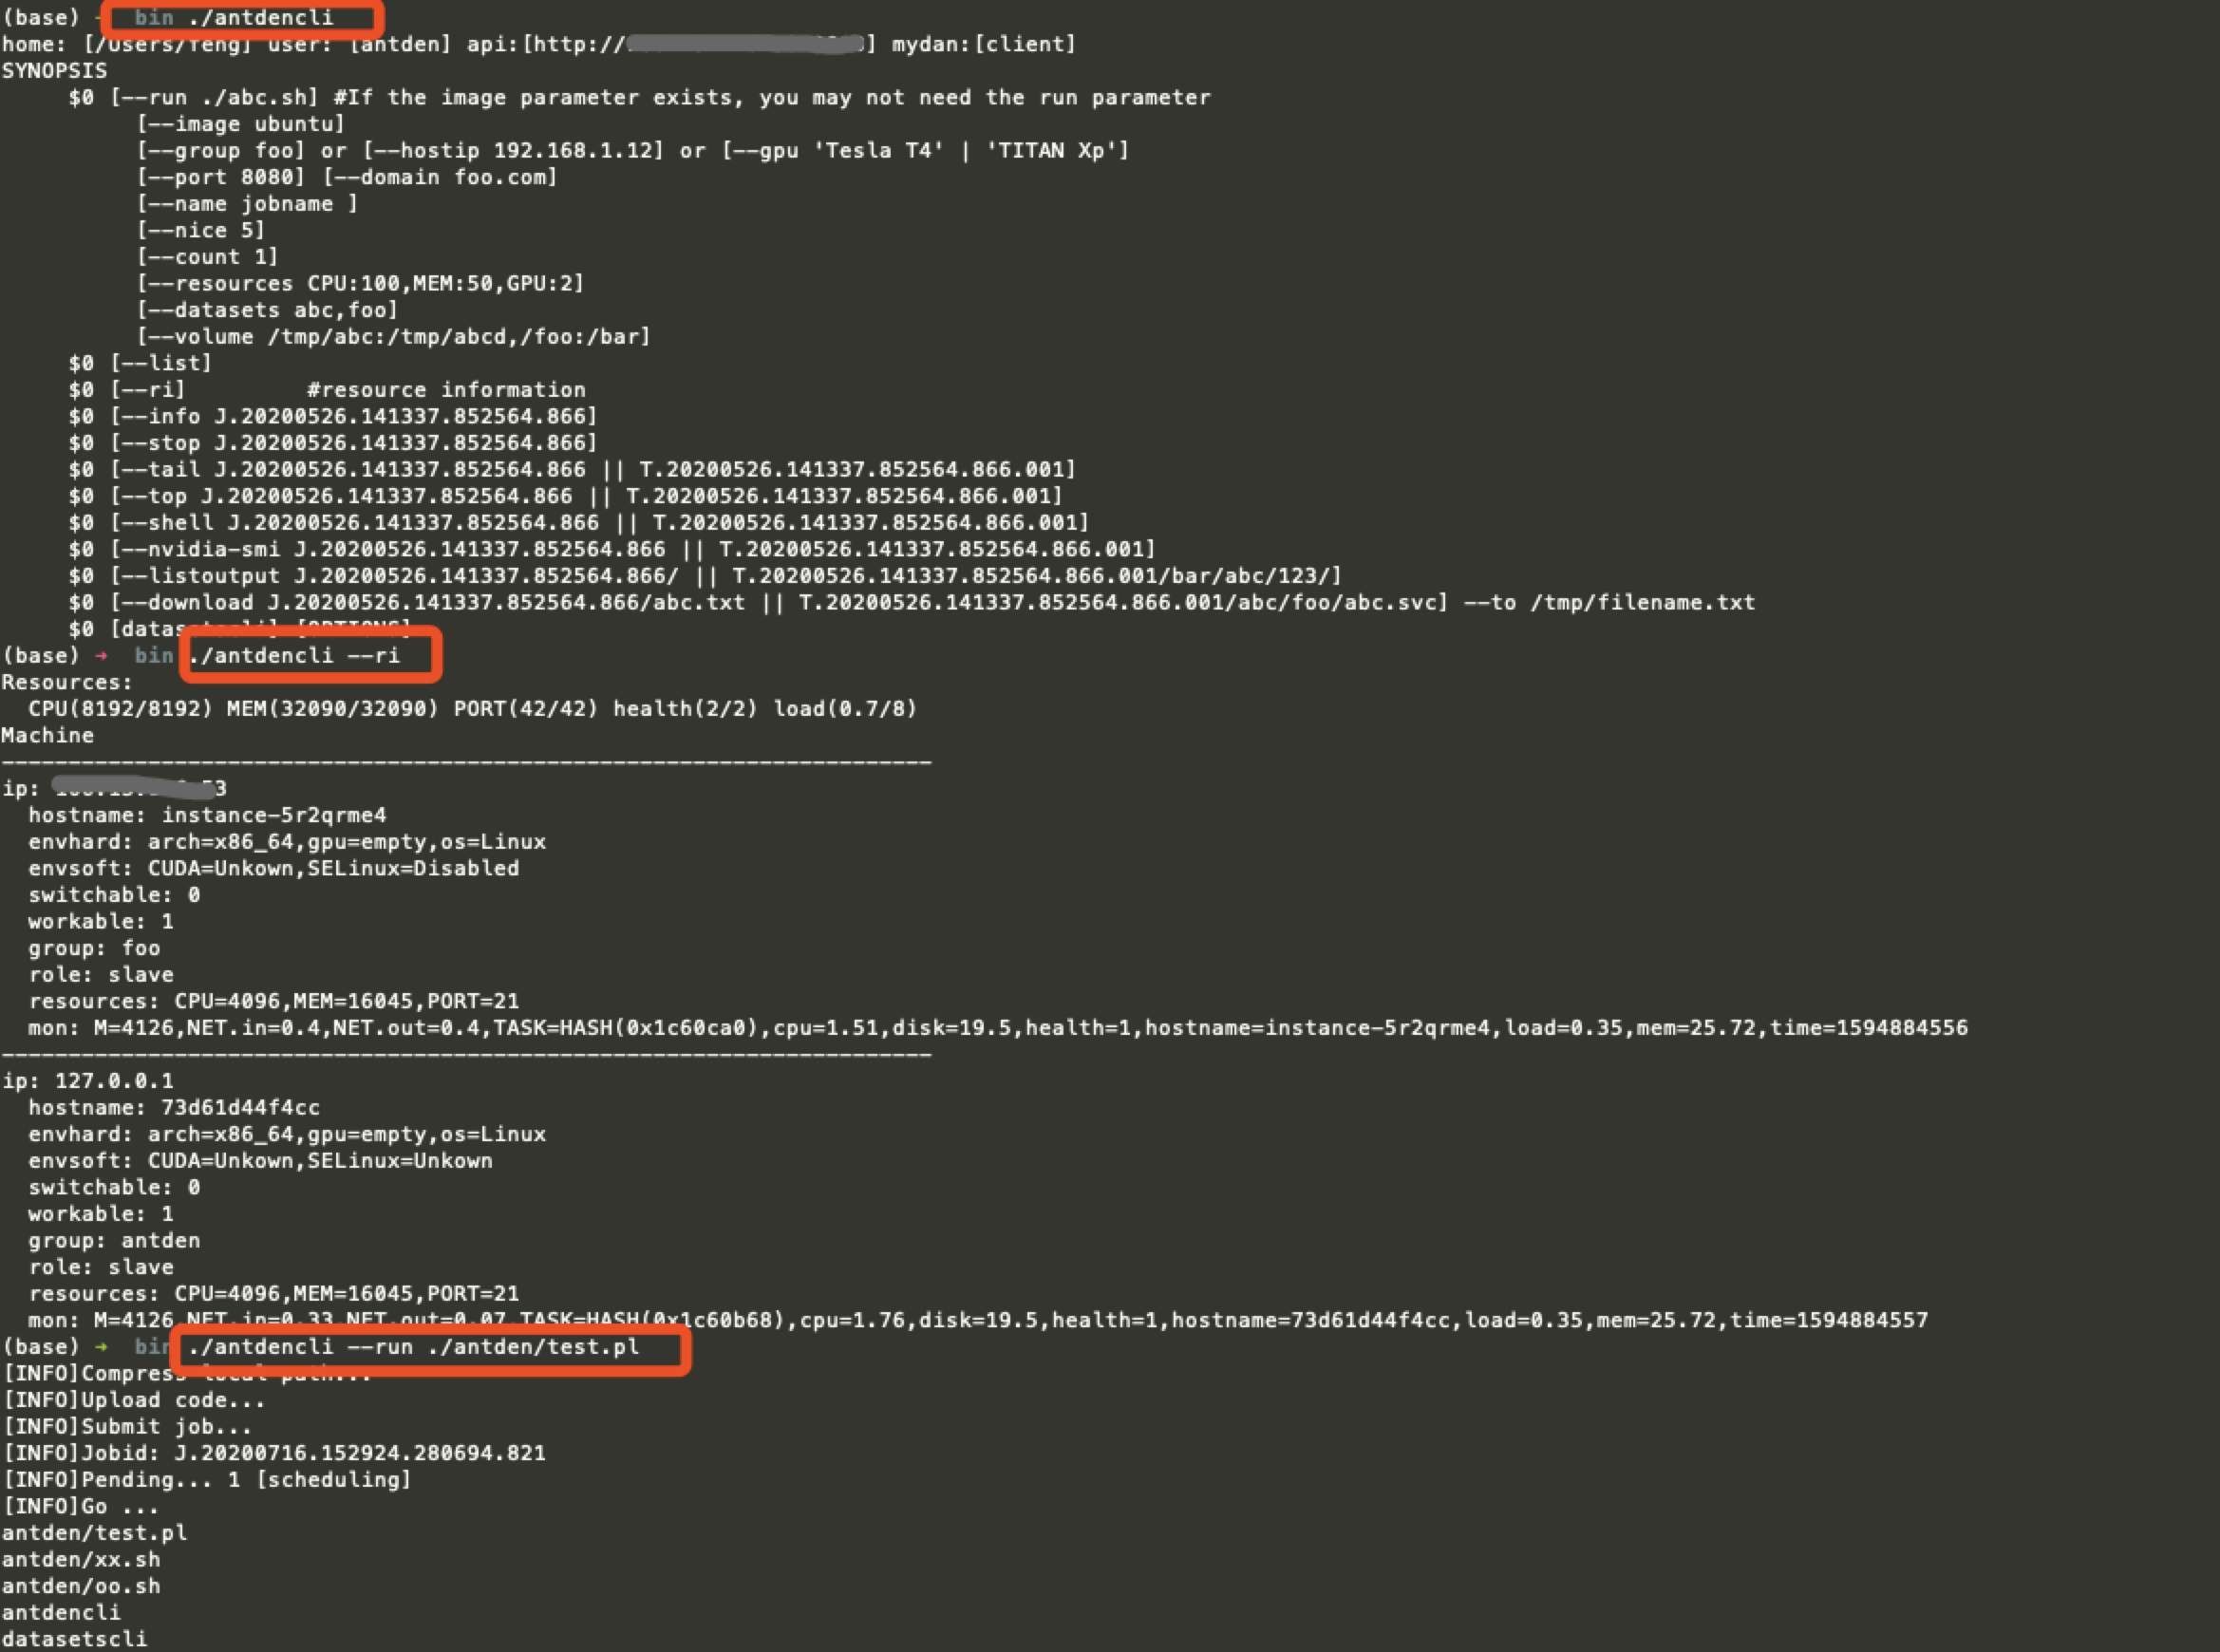 (base) bin ./antdencli
home: [/Users/feng] user: [antden] api:[http:// ] mydan:[client]
SYNOPSIS
$0 [--run ./abc.sh] #If the image parameter exists, you may not need the run parameter
[--image ubuntu]
[--group foo] or [--hostip 192.168.1.12] or [--gpu 'Tesla T4' | 'TITAN Xp']
[--port 8080] [--domain foo.com]
[--name jobname ]
[--nice 5]
[--count 1]
[--resources CPU:100,MEM:50,GPU:2]
[--datasets abc,foo]
[--volume /tmp/abc:/tmp/abcd,/foo:/bar]
$0 [--list]
$0 [--ri] #resource information
$0 [--info J.20200526.141337.852564.866]
$0 [--stop J.20200526.141337.852564.866]
$0 [--tail J.20200526.141337.852564.866 || T.20200526.141337.852564.866.001]
$0 [--top J.20200526.141337.852564.866 || T.20200526.141337.852564.866.001]
$0 [--shell J.20200526.141337.852564.866 || T.20200526.141337.852564.866.001]
$0 [--nvidia-smi J.20200526.141337.852564.866 || T.20200526.141337.852564.866.001]
$0 [--listoutput J.20200526.141337.852564.866/ || T.20200526.141337.852564.866.001/bar/abc/123/]
$0 [--download J.20200526.141337.852564.866/abc.txt || T.20200526.141337.852564.866.001/abc/foo/abc.svc] --to /tmp/filename.txt
$0 [datasetscli] [OPTIONS]
(base) ➜ bin ./antdencli --ri
Resources:
CPU(8192/8192) MEM(32090/32090) PORT(42/42) health(2/2) load(0.7/8)
Machine
----------------------------------------------------------------------
ip:
hostname: instance-5r2qrme4
envhard: arch=x86_64,gpu=empty,os=Linux
envsoft: CUDA=Unkown,SELinux=Disabled
switchable: 0
workable: 1
group: foo
role: slave
resources: CPU=4096,MEM=16045,PORT=21
mon: M=4126,NET.in=0.4,NET.out=0.4,TASK=HASH(0x1c60ca0),cpu=1.51,disk=19.5,health=1,hostname=instance-5r2qrme4,load=0.35,mem=25.72,time=1594884556
----------------------------------------------------------------------
ip: 127.0.0.1
hostname: 73d61d44f4cc
envhard: arch=x86_64,gpu=empty,os=Linux
envsoft: CUDA=Unkown,SELinux=Unkown
switchable: 0
workable: 1
group: antden
role: slave
resources: CPU=4096,MEM=16045,PORT=21
mon: M=4126,NET.in=0.33,NET.out=0.07,TASK=HASH(0x1c60b68),cpu=1.76,disk=19.5,health=1,hostname=73d61d44f4cc,load=0.35,mem=25.72,time=1594884557
(base) ➜ bin ./antdencli --run ./antden/test.pl
[INFO]Compress local path...
[INFO]Upload code...
[INFO]Submit job...
[INFO]Jobid: J.20200716.152924.280694.821
[INFO]Pending... 1 [scheduling]
[INFO]Go ...
antden/test.pl
antden/xx.sh
antden/oo.sh
antdencli
datasetscli